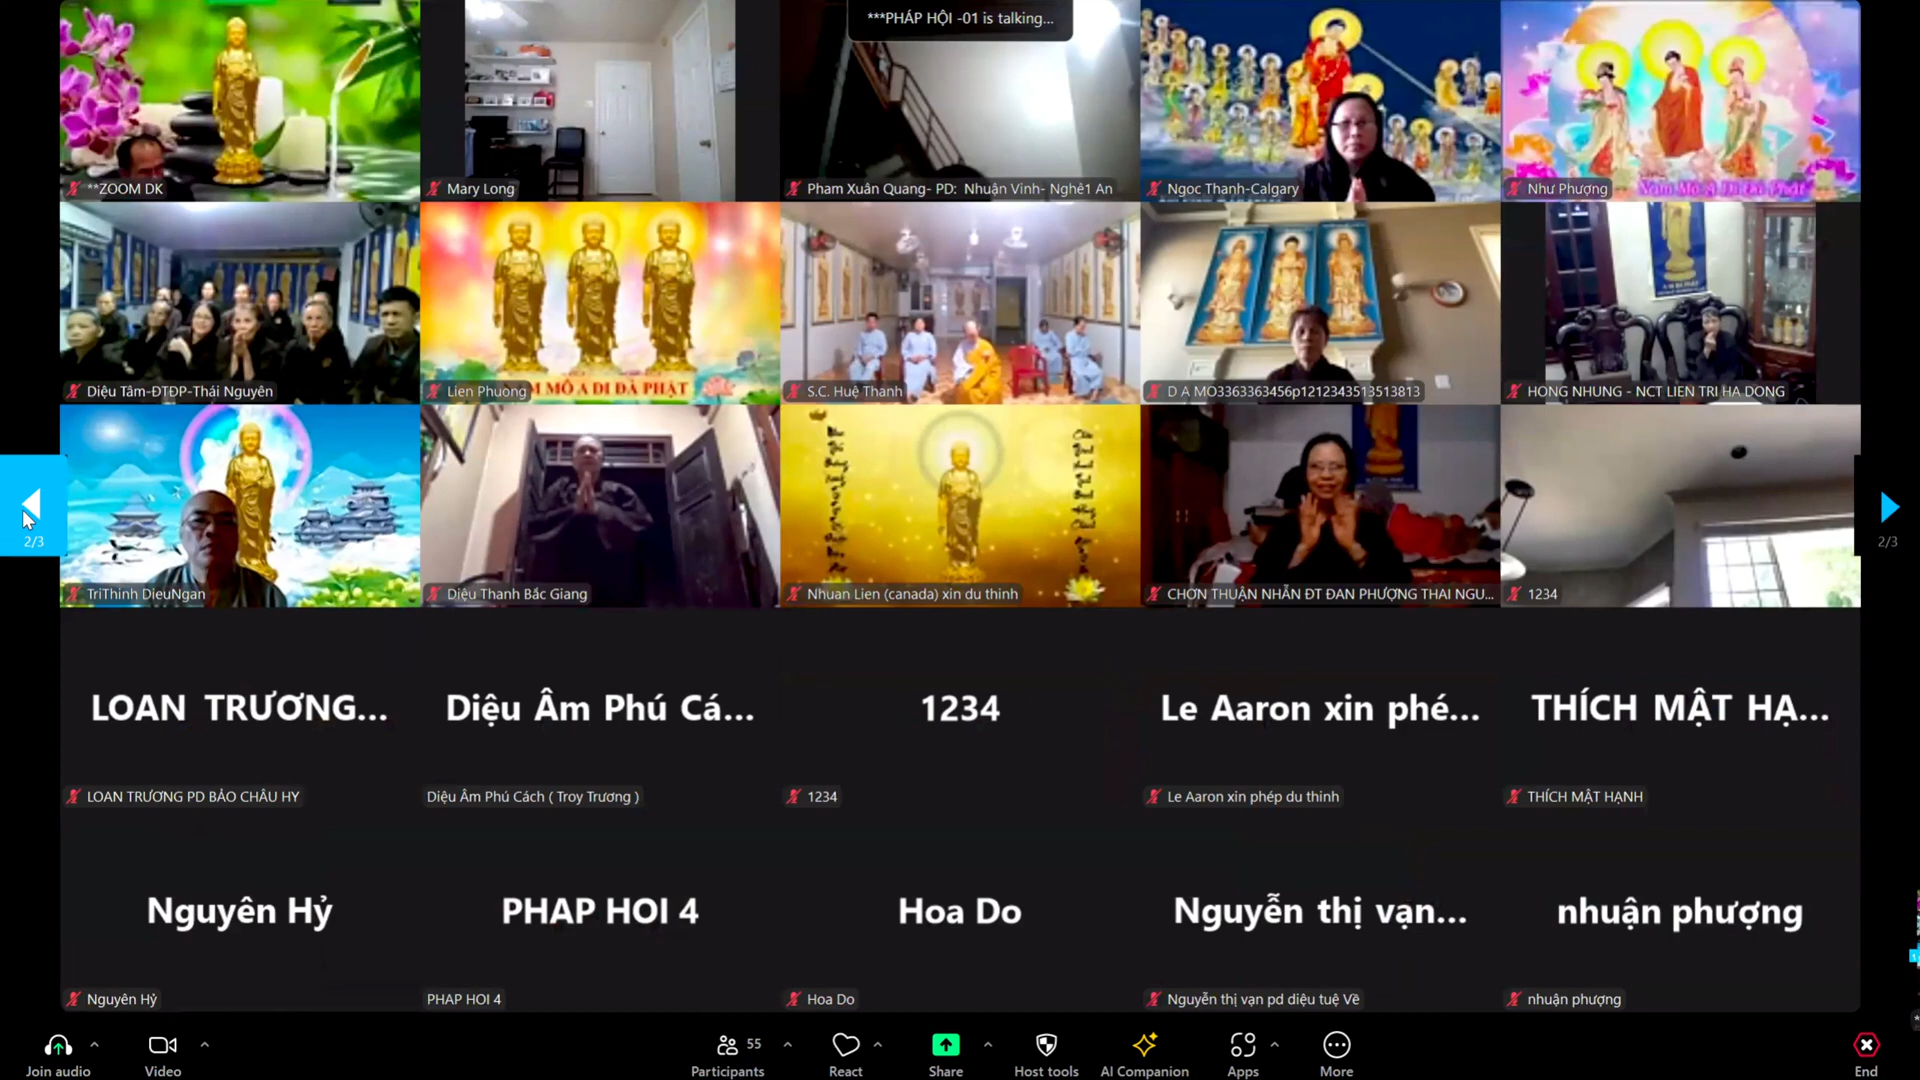 ***PHÁP HỘI -01 is talking...
**ZOOM DK
Mary Long
Pham Xuân Quang- PD: Nhuận Vinh- Nghê1 An
Ngoc Thanh-Calgary
Như Phượng
Nam Mô A Di Đà Phật
Diệu Tâm-ĐTĐP-Thái Nguyên
Lien Phuong
M MÔ A DI ĐÀ PHẬT
S.C. Huệ Thanh
D A MO3363363456p1212343513513813
HONG NHUNG - NCT LIEN TRI HA DONG
TriThinh DieuNgan
Diệu Thanh Bắc Giang
Nhuan Lien (canada) xin du thinh
CHƠN THUẬN NHẪN ĐT ĐAN PHƯỢNG THAI NGU...
1234
2/3
2/3
LOAN TRƯƠNG...
Diệu Âm Phú Cá...
1234
Le Aaron xin phé...
THÍCH MẬT HẠ...
LOAN TRƯƠNG PD BẢO CHÂU HY
Diệu Âm Phú Cách ( Troy Trương )
1234
Le Aaron xin phép du thinh
THÍCH MẬT HẠNH
Nguyên Hỷ
PHAP HOI 4
Hoa Do
Nguyễn thị vạn...
nhuận phượng
Nguyên Hỷ
PHAP HOI 4
Hoa Do
Nguyễn thị vạn pd diệu tuệ Về
nhuận phượng
55
Join audio
Video
Participants
React
Share
Host tools
AI Companion
Apps
More
End